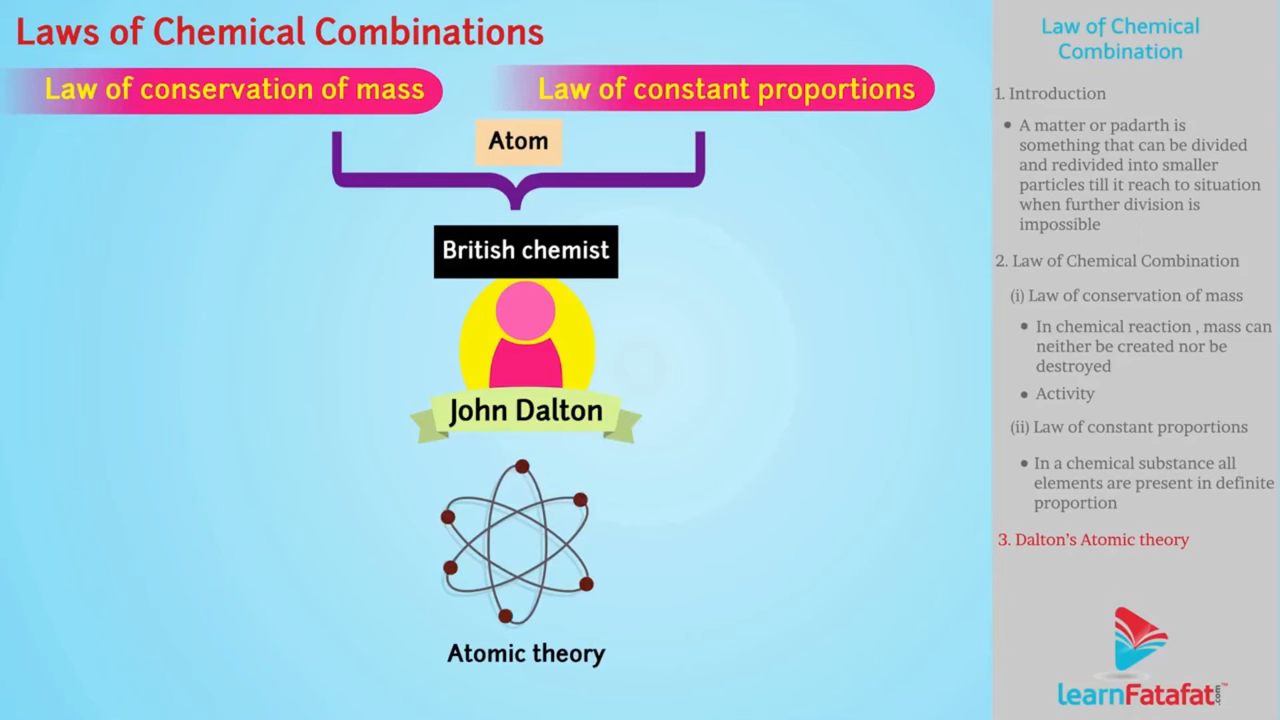 Laws of Chemical Combinations
Law of conservation of mass
Law of constant proportions
Atom
British chemist
John Dalton
Atomic theory
Law of Chemical
Combination
1. Introduction
• A matter or padarth is
something that can be divided
and redivided into smaller
particles till it reach to situation
when further division is
impossible
2. Law of Chemical Combination
(i) Law of conservation of mass
• In chemical reaction , mass can
neither be created nor be
destroyed
• Activity
(ii) Law of constant proportions
• In a chemical substance all
elements are present in definite
proportion
3. Dalton's Atomic theory
learnFatafat.com™